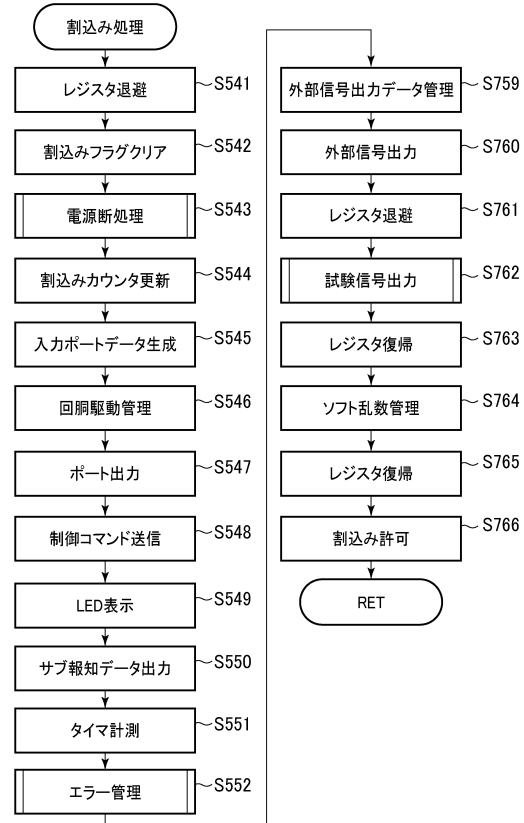 割込み処理
レジスタ退避
S541
割込みフラグクリア
S542
電源断処理
S543
割込みカウンタ更新
S544
入力ポートデータ生成
S545
回胴駆動管理
S546
ポート出力
S547
制御コマンド送信
S548
LED表示
S549
サブ報知データ出力
S550
タイマ計測
S551
エラー管理
S552
外部信号出力データ管理
S759
外部信号出力
S760
レジスタ退避
S761
試験信号出力
S762
レジスタ復帰
S763
ソフト乱数管理
S764
レジスタ復帰
S765
割込み許可
S766
RET